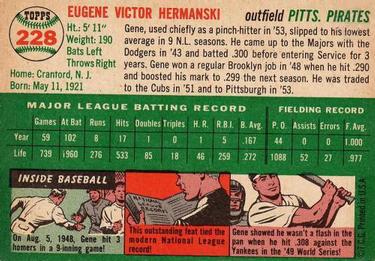 TOPPS
228
EUGENE VICTOR HERMANSKI
outfield PITTS. PIRATES
Ht.: 5' 11"
Weight: 190
Bats Left
Throws Right
Home: Cranford, N. J.
Born: May 11, 1921
Gene, used chiefly as a pinch-hitter in '53, slipped to his lowest
average in 9 N.L. seasons. He came up to the Majors with the
Dodgers in '43 and batted .300 before entering Service for 3
years. Gene won a regular Brooklyn job in '48 when he hit .290
and boosted his mark to .299 the next season. He was traded
to the Cubs in '51 and to Pittsburgh in '53.
MAJOR LEAGUE BATTING RECORD
FIELDING RECORD
Games At Bat Runs Hits Doubles Triples H. R. R.B.I. B. Avg. P. O. Assists Errors F. Avg.
Year 59 102 8 17 1 0 1 5 .167 44 0 0 1.000
Life 739 1960 276 533 85 18 46 259 .272 1088 52 27 .977
INSIDE BASEBALL
On Aug. 5, 1948, Gene hit 3
homers in a 9-inning game!
This outstanding feat tied the
modern National League record!
Gene showed he wasn't a flash in the
pan when he hit .308 against the
Yankees in the '49 World Series!
©T.C.G. Printed in U.S.A.